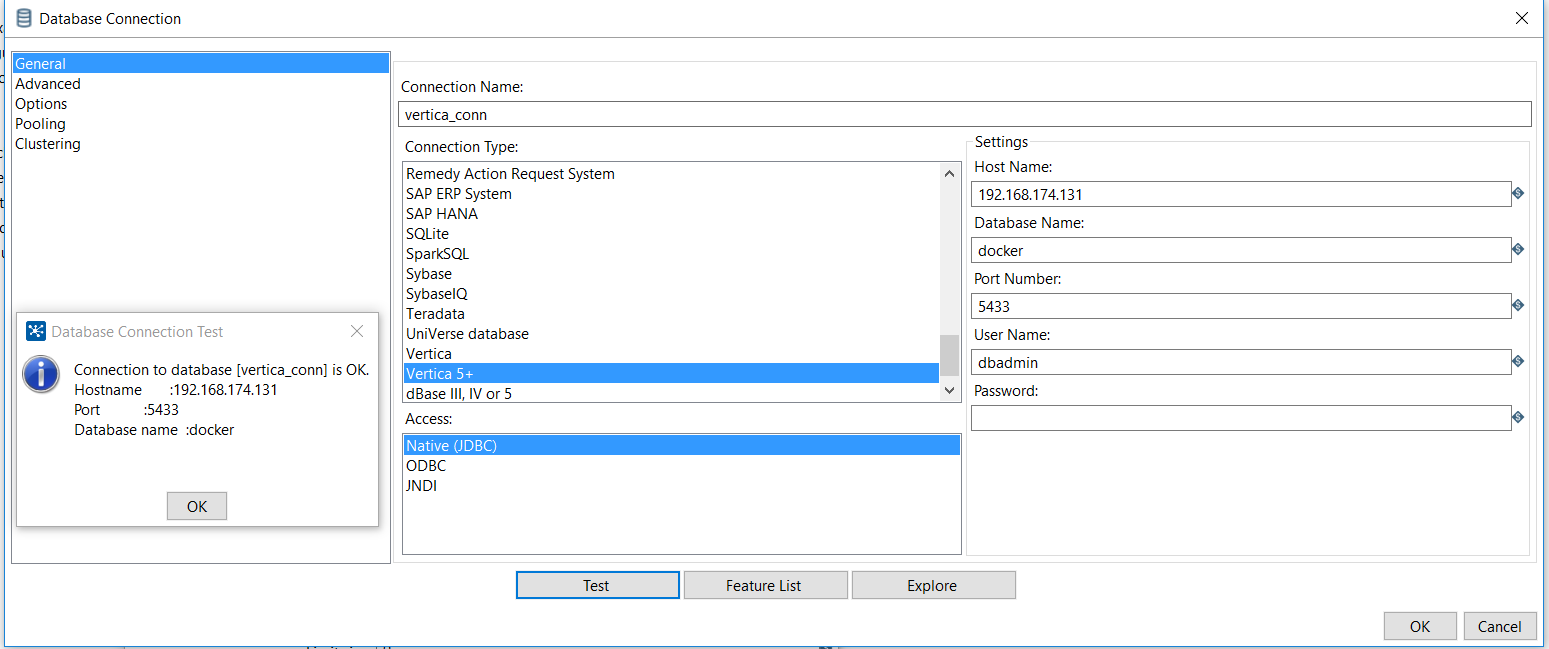 Database Connection
General
Advanced
Options
Pooling
Clustering
Connection Name:
vertica_conn
Connection Type:
Remedy Action Request System
SAP ERP System
SAP HANA
SQLite
SparkSQL
Sybase
SybaseIQ
Teradata
UniVerse database
Vertica
Vertica 5+
dBase III, IV or 5
Access:
Native (JDBC)
ODBC
JNDI
Settings
Host Name:
192.168.174.131
Database Name:
docker
Port Number:
5433
User Name:
dbadmin
Password:
Database Connection Test
Connection to database [vertica_conn] is OK.
Hostname :192.168.174.131
Port :5433
Database name :docker
OK
Test
Feature List
Explore
OK
Cancel